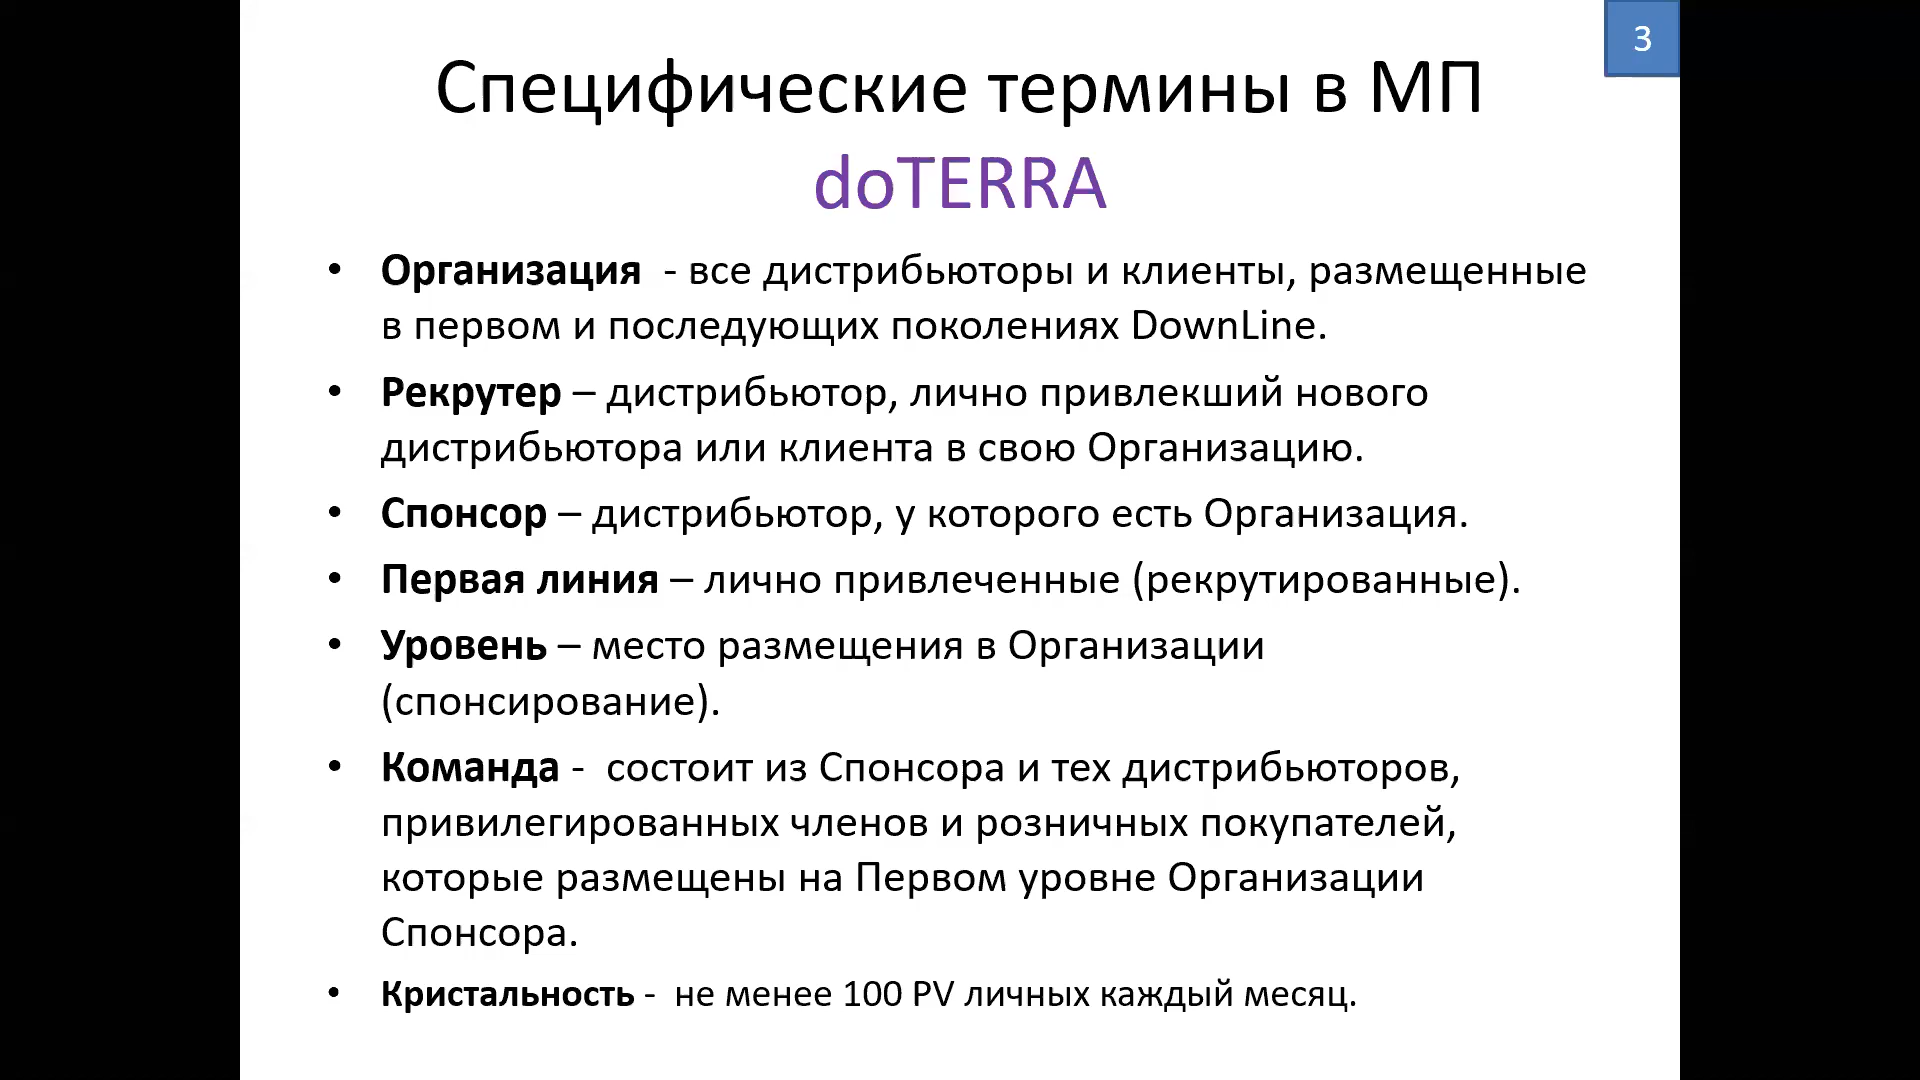 3
Специфические термины в МП
doTERRA
• Организация  - все дистрибьюторы и клиенты, размещенные
в первом и последующих поколениях DownLine.
• Рекрутер – дистрибьютор, лично привлекший нового
дистрибьютора или клиента в свою Организацию.
• Спонсор – дистрибьютор, у которого есть Организация.
• Первая линия – лично привлеченные (рекрутированные).
• Уровень – место размещения в Организации
(спонсирование).
• Команда -  состоит из Спонсора и тех дистрибьюторов,
привилегированных членов и розничных покупателей,
которые размещены на Первом уровне Организации
Спонсора.
• Кристальность -  не менее 100 PV личных каждый месяц.